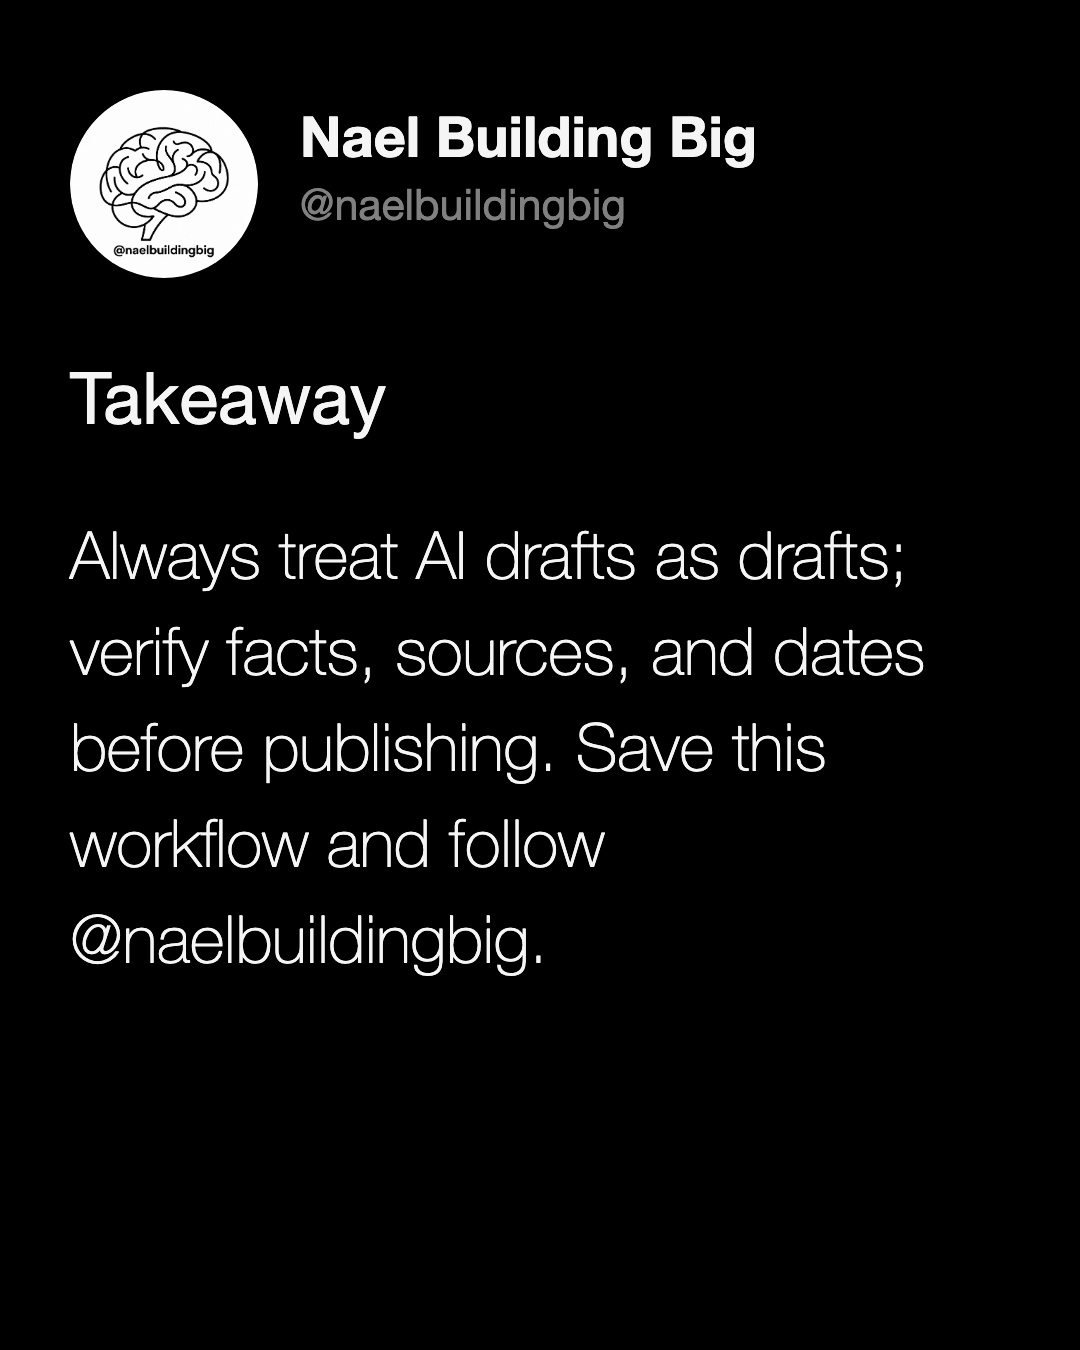 @naelbuildingbig
Nael Building Big
@naelbuildingbig
Takeaway
Always treat AI drafts as drafts;
verify facts, sources, and dates
before publishing. Save this
workflow and follow
@naelbuildingbig.